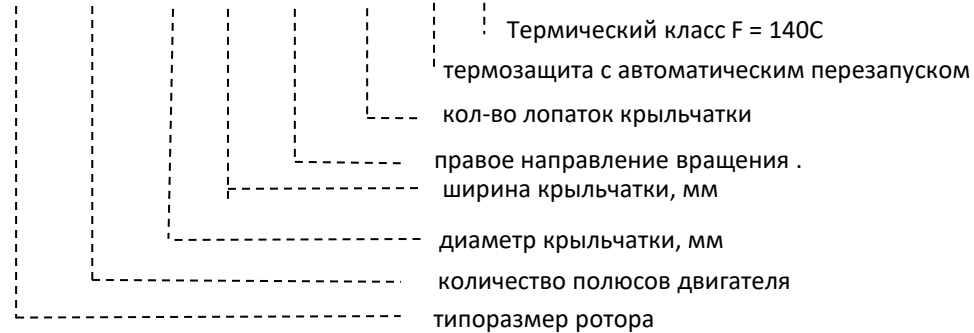 Термический класс F = 140С
термозащита с автоматическим перезапуском
кол-во лопаток крыльчатки
правое направление вращения .
ширина крыльчатки, мм
диаметр крыльчатки, мм
количество полюсов двигателя
типоразмер ротора